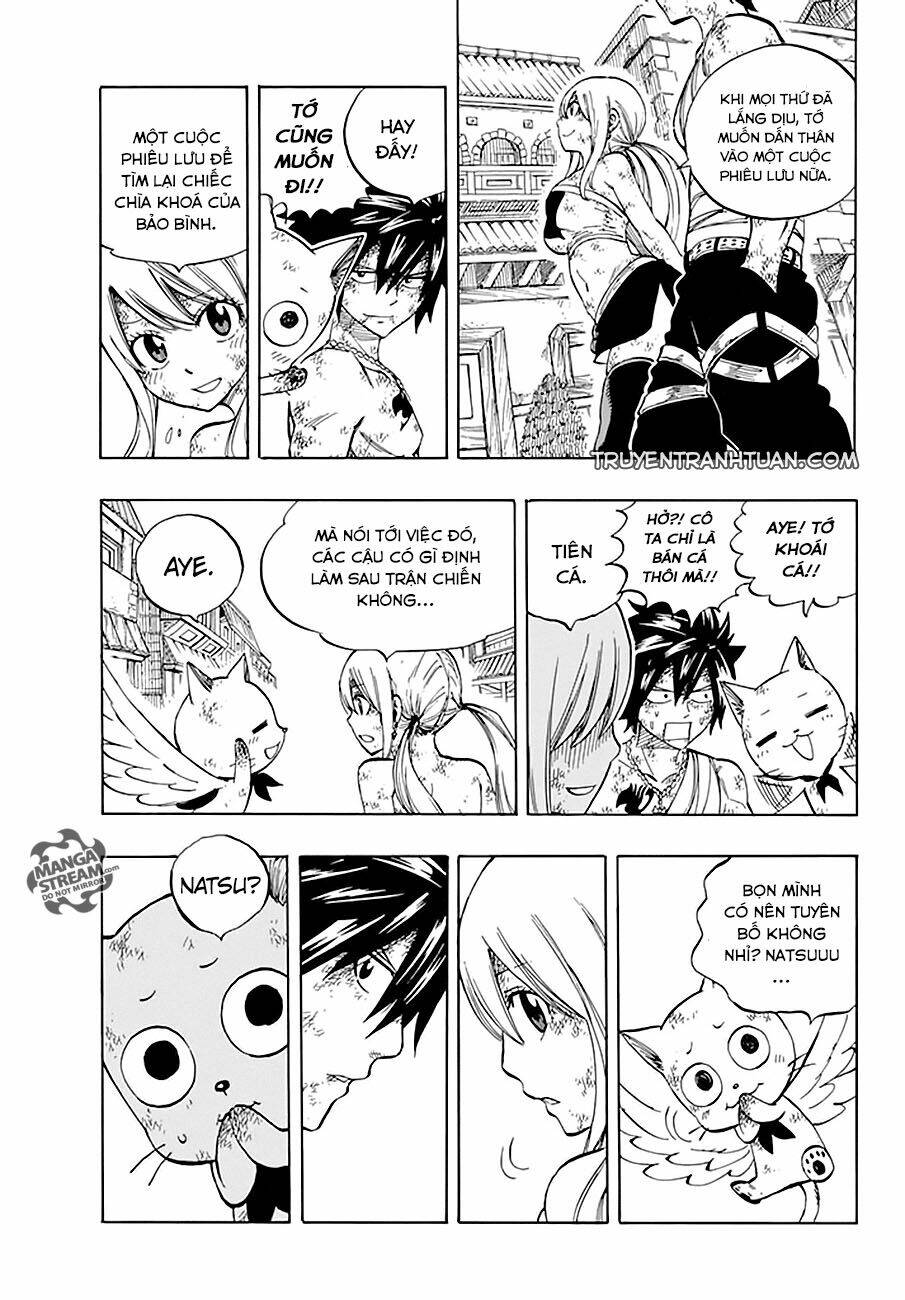 KHI MỌI THỨ ĐÃ
LẮNG DỊU, TỚ
MUỐN DẤN THÂN
VÀO MỘT CUỘC
PHIÊU LƯU NỮA.
HAY
ĐẤY!
TỚ
CŨNG
MUỐN
ĐI!!
MỘT CUỘC
PHIÊU LƯU ĐỂ
TÌM LẠI CHIẾC
CHÌA KHOÁ CỦA
BẢO BÌNH.
TRUYENTRANHTUAN.COM
AYE! TỚ
KHOÁI
CÁ!!
HỞ?! CÔ
TA CHỈ LÀ
BÁN CÁ
THÔI MÀ!!
TIÊN
CÁ.
MÀ NÓI TỚI VIỆC ĐÓ,
CÁC CẬU CÓ GÌ ĐỊNH
LÀM SAU TRẬN CHIẾN
KHÔNG...
AYE.
BỌN MÌNH
CÓ NÊN TUYÊN
BỐ KHÔNG
NHỈ? NATSUUU
...
NATSU?
MANGA
STREAM.com
DO NOT MIRROR